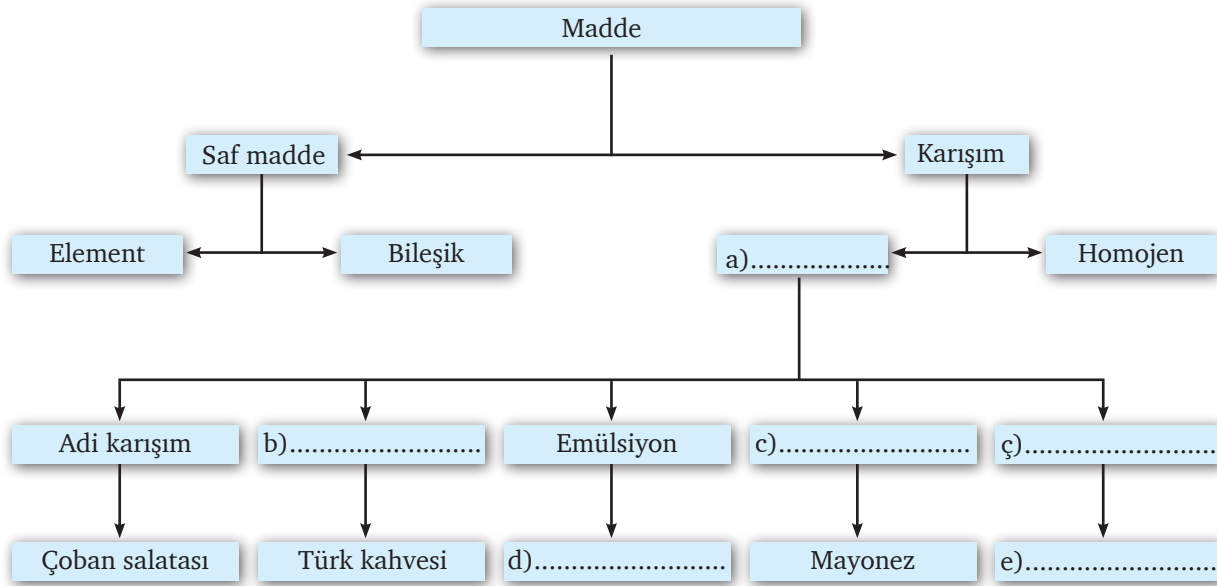 Madde
Saf madde
Karışım
Element
Bileşik
a)...................
Homojen
Adi karışım
b)..........................
Emülsiyon
c)..........................
ç)..........................
Çoban salatası
Türk kahvesi
d)..........................
Mayonez
e)..........................